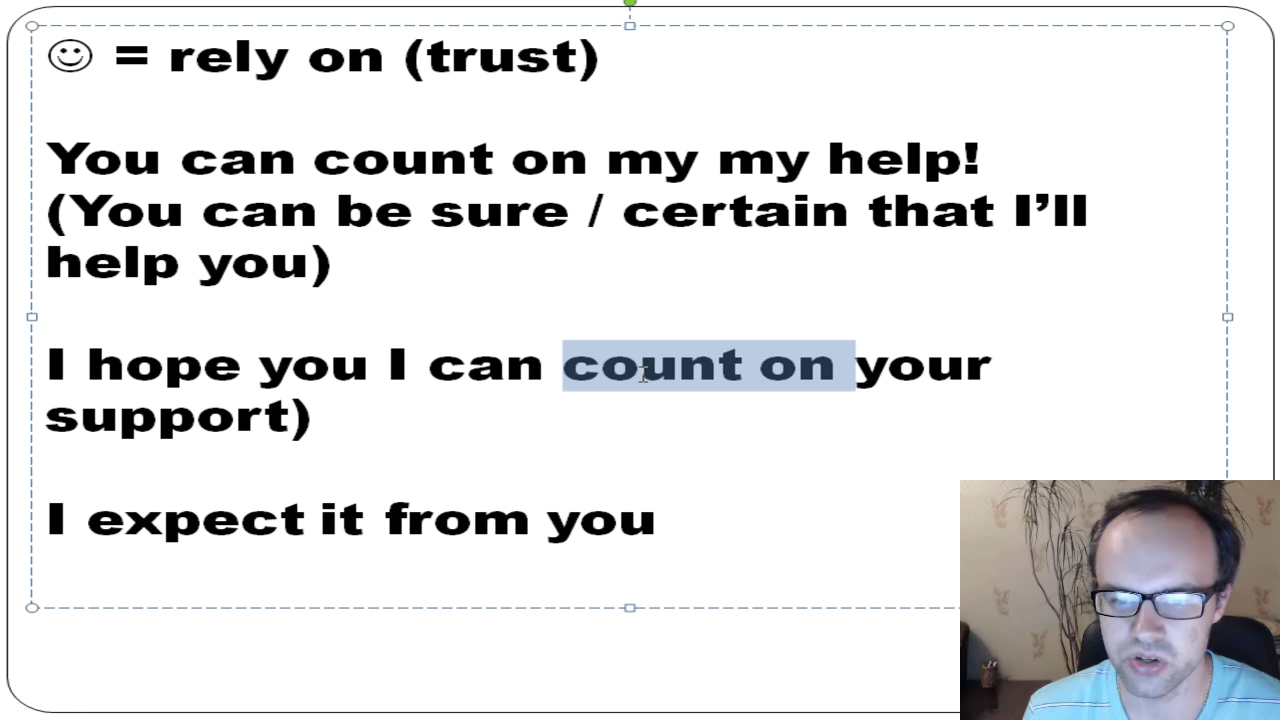 ☺ = rely on (trust)
You can count on my my help!
(You can be sure / certain that I’ll
help you)
I hope you I can count on your
support)
I expect it from you